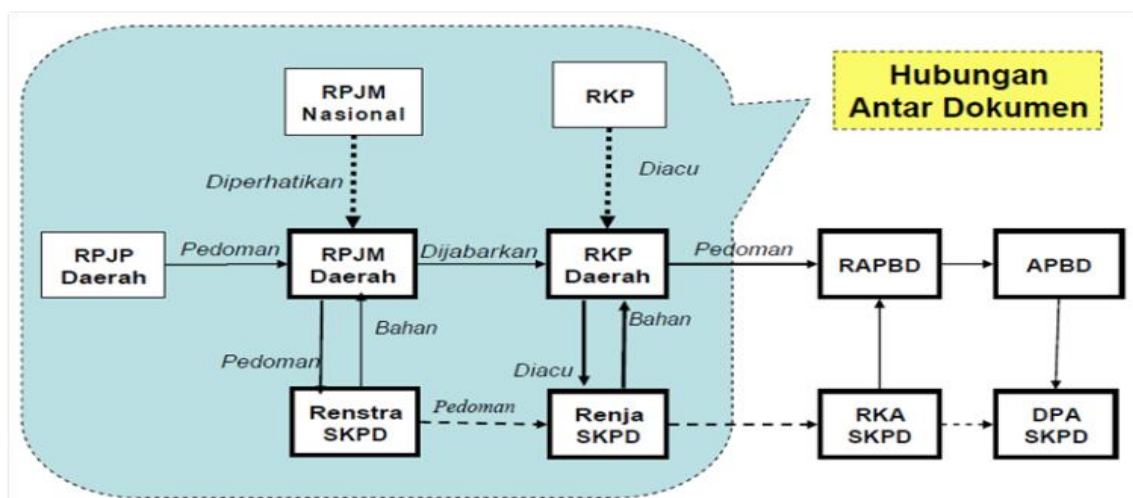 Hubungan
Antar Dokumen
RPJM
Nasional
RKP
Diperhatikan
Diacu
RPJP
Daerah
Pedoman
RPJM
Daerah
Dijabarkan
RKP
Daerah
Pedoman
RAPBD
APBD
Pedoman
Bahan
Diacu
Bahan
Renstra
SKPD
Pedoman
Renja
SKPD
RKA
SKPD
DPA
SKPD